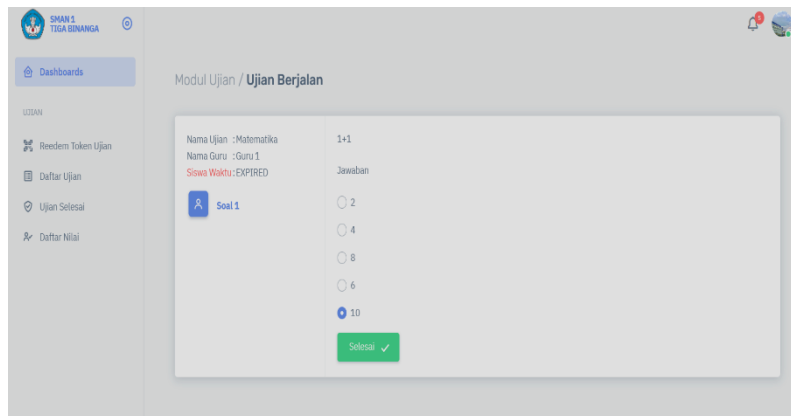 SMAN 1
TIGA BINANGA
5
Dashboards
UJIAN
Reedem Token Ujian
Daftar Ujian
Ujian Selesai
Daftar Nilai
Modul Ujian / Ujian Berjalan
Nama Ujian : Matematika
Nama Guru : Guru 1
Siswa Waktu : EXPIRED
Soal 1
1+1
Jawaban
2
4
8
6
10
Selesai